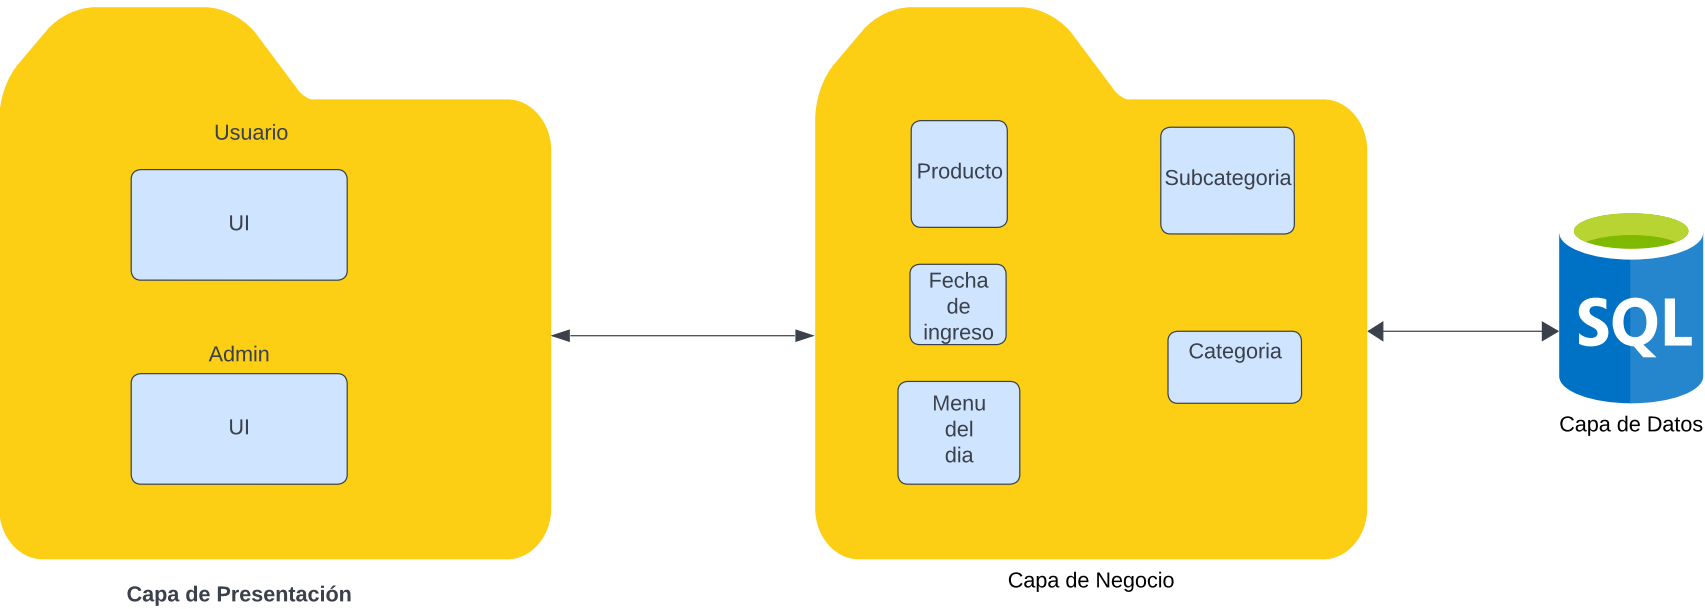 Usuario
UI
Admin
UI
Capa de Presentación
Producto
Subcategoria
Fecha
de
ingreso
Categoria
Menu
del
dia
Capa de Negocio
SQL
Capa de Datos